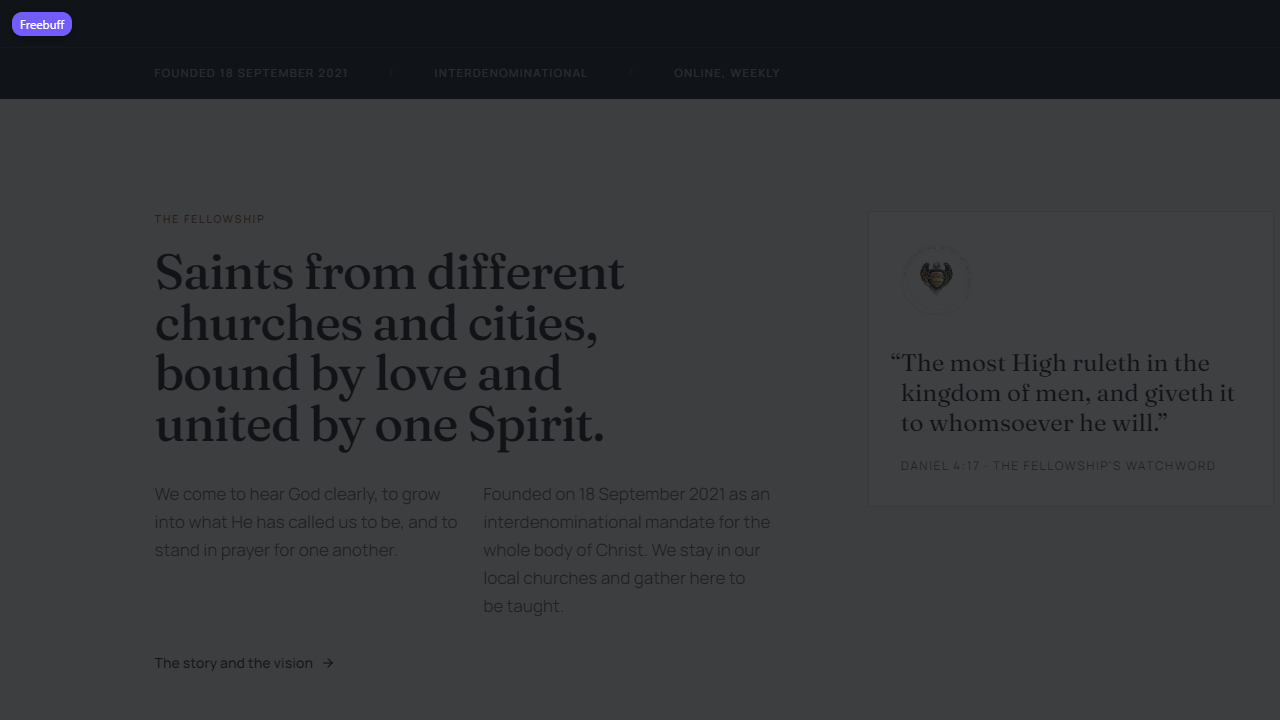 Freebuff
FOUNDED 18 SEPTEMBER 2021 / INTERDENOMINATIONAL / ONLINE, WEEKLY
THE FELLOWSHIP
Saints from different
churches and cities,
bound by love and
united by one Spirit.
We come to hear God clearly, to grow
into what He has called us to be, and to
stand in prayer for one another.
Founded on 18 September 2021 as an
interdenominational mandate for the
whole body of Christ. We stay in our
local churches and gather here to
be taught.
The story and the vision →
“The most High ruleth in the
kingdom of men, and giveth it
to whomsoever he will.”
DANIEL 4:17 · THE FELLOWSHIP’S WATCHWORD